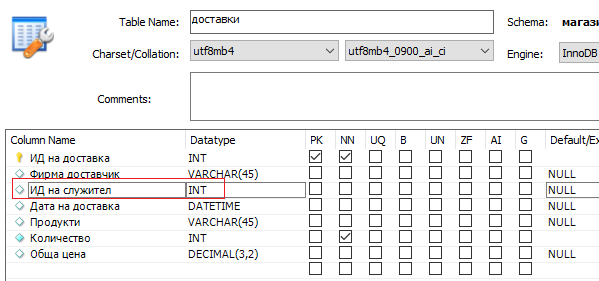 Table Name: доставки Schema: магази
Charset/Collation: utf8mb4 utf8mb4_0900_ai_ci Engine: InnoDB
Comments:
Column Name Datatype PK NN UQ B UN ZF AI G Default/Ex
ИД на доставка INT
Фирма доставчик VARCHAR(45) NULL
ИД на служител INT NULL
Дата на доставка DATETIME NULL
Продукти VARCHAR(45) NULL
Количество INT
Обща цена DECIMAL(3,2) NULL